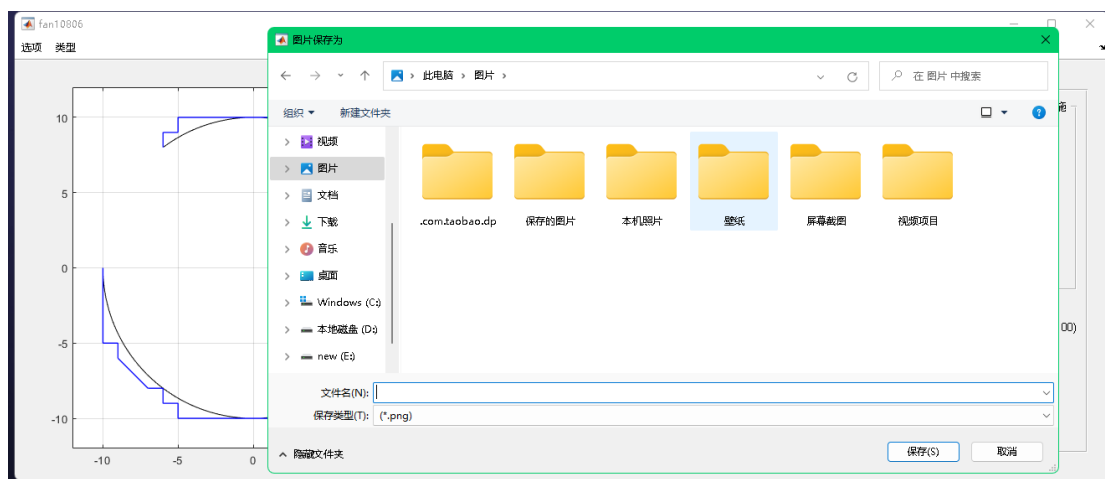 fan10806
选项 类型
图片保存为
此电脑 › 图片 ›
在 图片 中搜索
组织 新建文件夹
视频
图片
文档
下载
音乐
桌面
Windows (C:)
本地磁盘 (D:)
new (E:)
.com.taobao.dp 保存的图片 本机照片 壁纸 屏幕截图 视频项目
文件名(N):
保存类型(T): (*.png)
隐藏文件夹
保存(S) 取消
10
5
0
-5
-10
-10 -5 0
00)